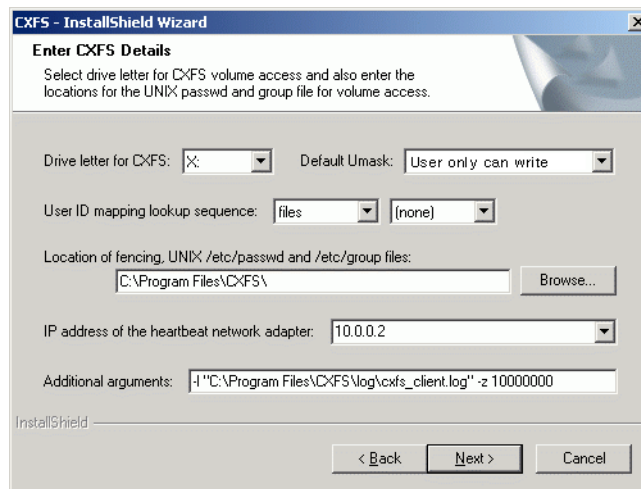 CXFS - InstallShield Wizard
Enter CXFS Details
Select drive letter for CXFS volume access and also enter the
locations for the UNIX passwd and group file for volume access.
Drive letter for CXFS: X: Default Umask: User only can write
User ID mapping lookup sequence: files (none)
Location of fencing, UNIX /etc/passwd and /etc/group files:
C:\Program Files\CXFS\ Browse...
IP address of the heartbeat network adapter: 10.0.0.2
Additional arguments: -l "C:\Program Files\CXFS\log\cxfs_client.log" -z 10000000
InstallShield
< Back Next > Cancel